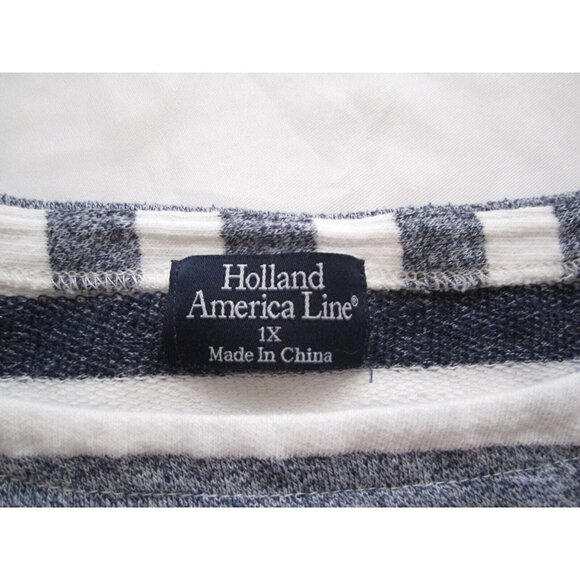 Holland
America Line®
1X
Made In China